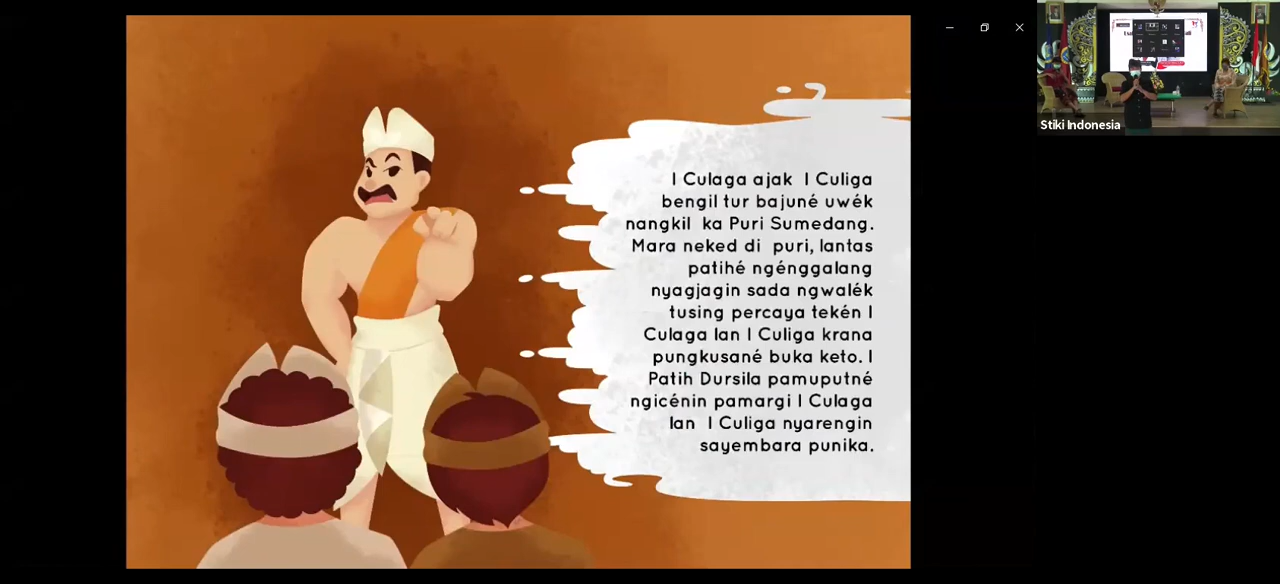 I Culaga ajak I Culiga
bengil tur bajuné uwék
nangkil ka Puri Sumedang.
Mara neked di puri, lantas
patihé ngénggalang
nyagjagin sada ngwalék
tusing percaya tekén I
Culaga lan I Culiga krana
pungkusané buka keto. I
Patih Dursila pamuputné
ngicénin pamargi I Culaga
lan I Culiga nyarengin
sayembara punika.
Stiki Indonesia